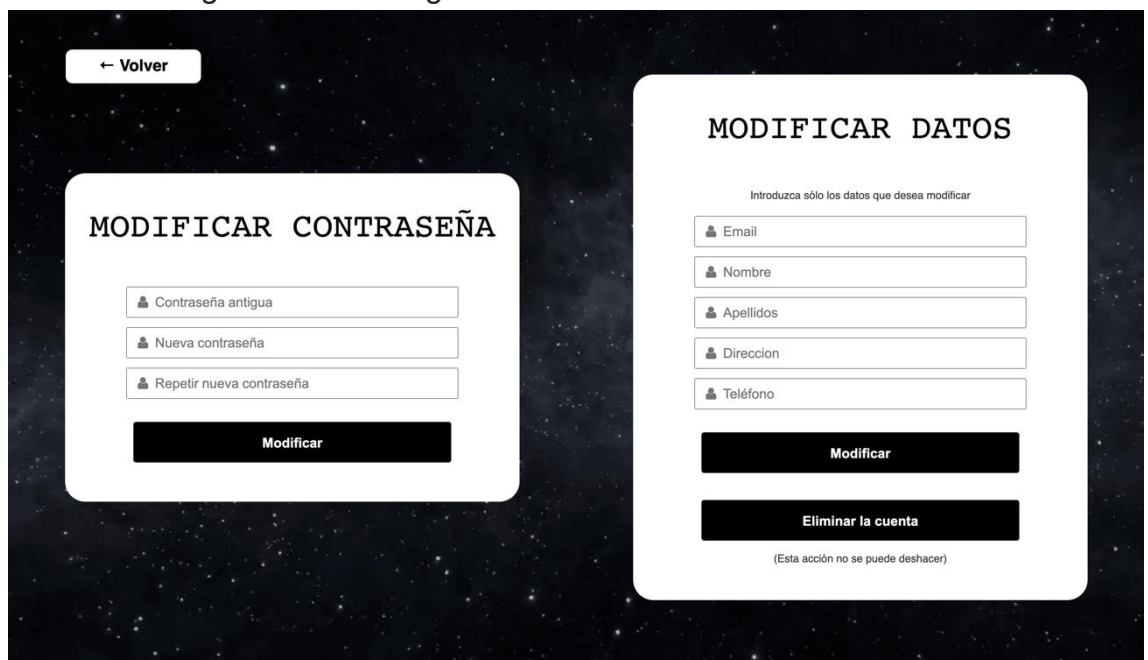 ← Volver
MODIFICAR CONTRASEÑA
Contraseña antigua
Nueva contraseña
Repetir nueva contraseña
Modificar
MODIFICAR DATOS
Introduzca sólo los datos que desea modificar
Email
Nombre
Apellidos
Direccion
Teléfono
Modificar
Eliminar la cuenta
(Esta acción no se puede deshacer)